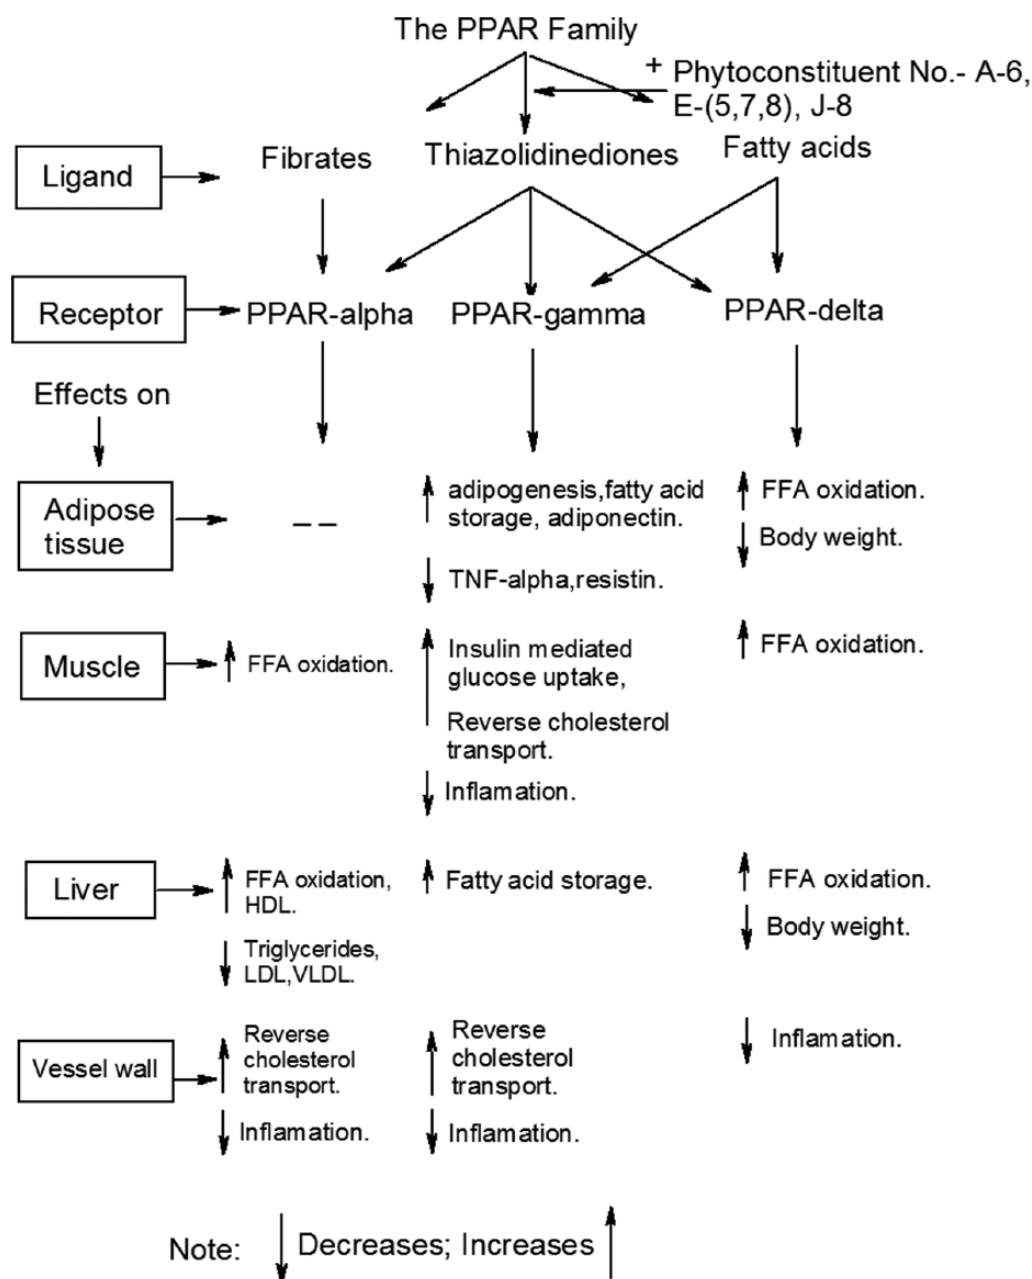 The PPAR Family
+ Phytoconstituent No.- A-6,
E-(5,7,8), J-8
Ligand
Fibrates
Thiazolidinediones
Fatty acids
Receptor
PPAR-alpha
PPAR-gamma
PPAR-delta
Effects on
Adipose
tissue
– –
adipogenesis,fatty acid
storage, adiponectin.
TNF-alpha,resistin.
FFA oxidation.
Body weight.
Muscle
FFA oxidation.
Insulin mediated
glucose uptake,
Reverse cholesterol
transport.
Inflamation.
FFA oxidation.
Liver
FFA oxidation,
HDL.
Triglycerides,
LDL,VLDL.
Fatty acid storage.
FFA oxidation.
Body weight.
Vessel wall
Reverse
cholesterol
transport.
Inflamation.
Reverse
cholesterol
transport.
Inflamation.
Inflamation.
Note: Decreases; Increases